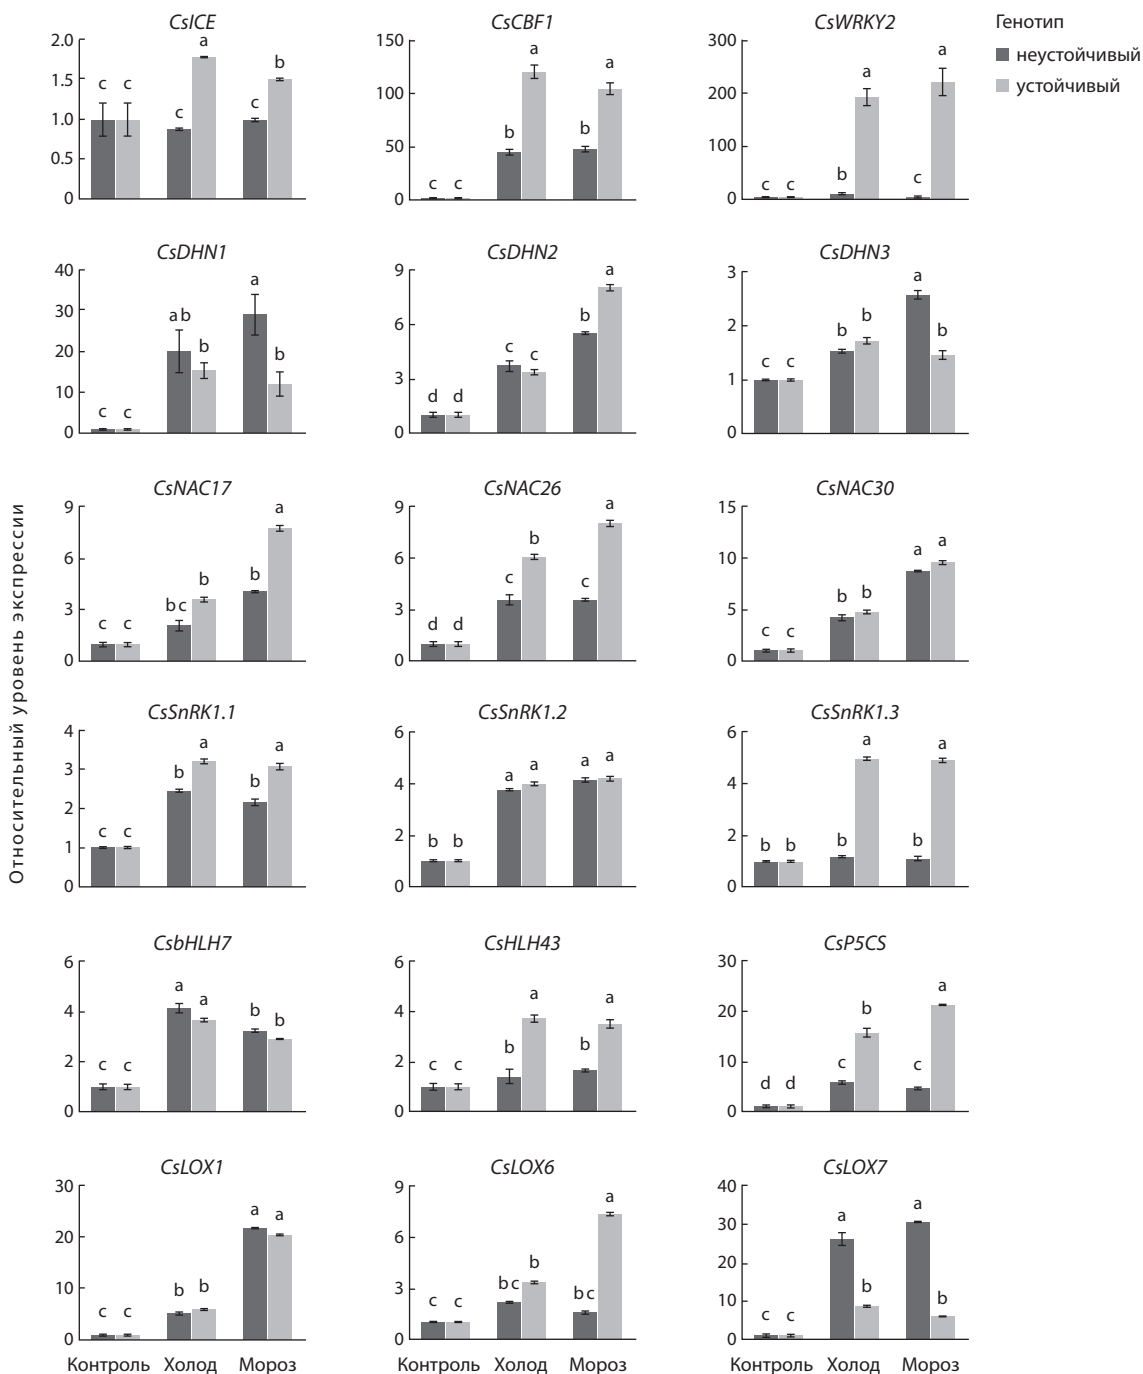 CsICE
CsCBF1
CsWRKY2
Генотип
неустойчивый
устойчивый
2.0
1.5
1.0
0.5
0
c c
c
a
c
b
150
100
50
0
c c
b
a
b
a
300
200
100
0
c c
b
a
c
a
CsDHN1
CsDHN2
CsDHN3
40
30
20
10
0
c c
ab
b
a
b
9
6
3
0
d d
c c
b
a
3
2
1
0
c c
b b
a
b
Относительный уровень экспрессии
CsNAC17
CsNAC26
CsNAC30
9
6
3
0
c c
bc
b
b
a
9
6
3
0
d d
c
b
c
a
15
10
5
0
c c
b b
a a
CsSnRK1.1
CsSnRK1.2
CsSnRK1.3
4
3
2
1
0
c c
b
a
b
a
6
4
2
0
b b
a a
a a
6
4
2
0
b b
b
a
b
a
CsbHLH7
CsHLH43
CsP5CS
6
4
2
0
c c
a a
b b
6
4
2
0
c c
b
a
b
a
30
20
10
0
d d
c
b
c
a
CsLOX1
CsLOX6
CsLOX7
30
20
10
0
c c
b b
a a
9
6
3
0
c c
bc
b
bc
a
40
30
20
10
0
c c
a
b
a
b
Контроль Холод Мороз
Контроль Холод Мороз
Контроль Холод Мороз